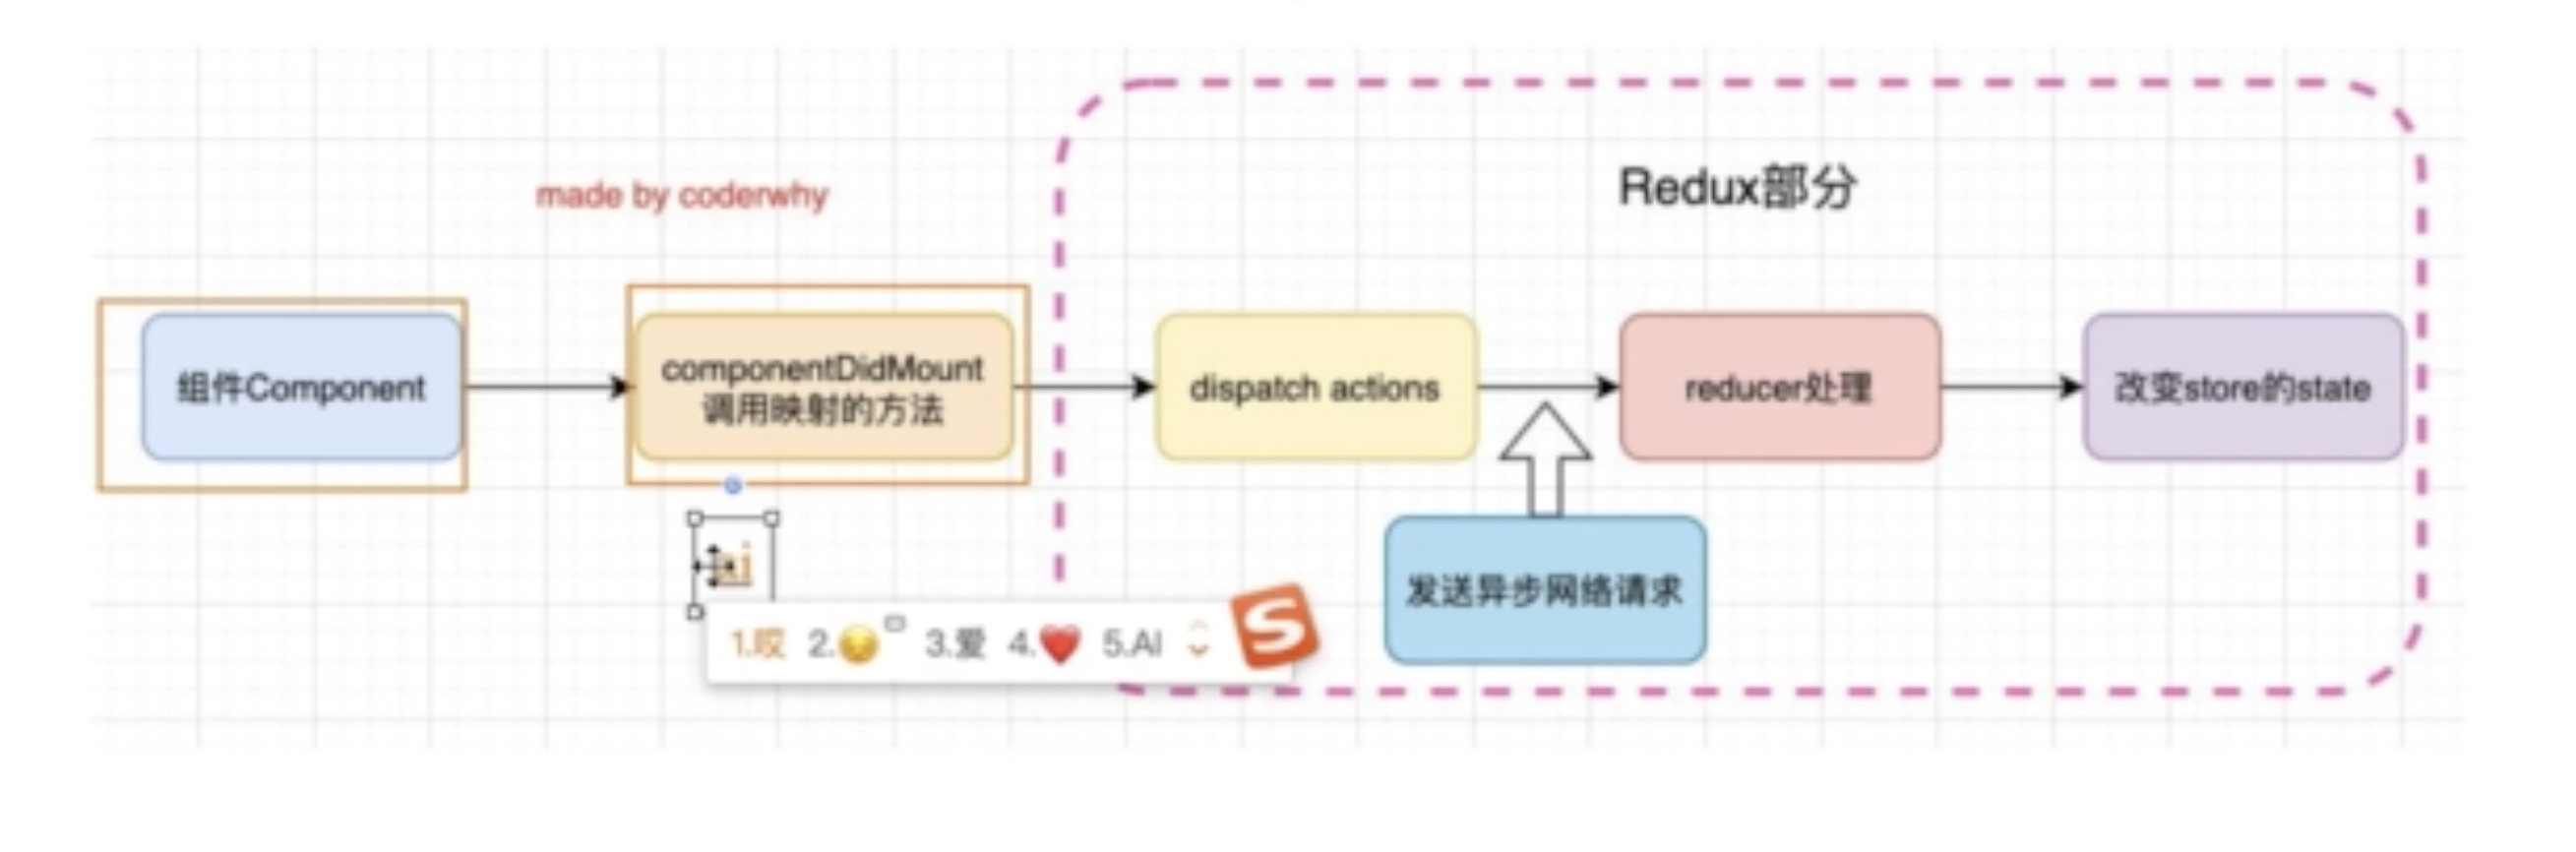 made by coderwhy
Redux部分
组件Component
componentDidMount
调用映射的方法
dispatch actions
reducer处理
改变store的state
发送异步网络请求
ai
1.哎 2.😔 3.爱 4.❤️ 5.AI
S